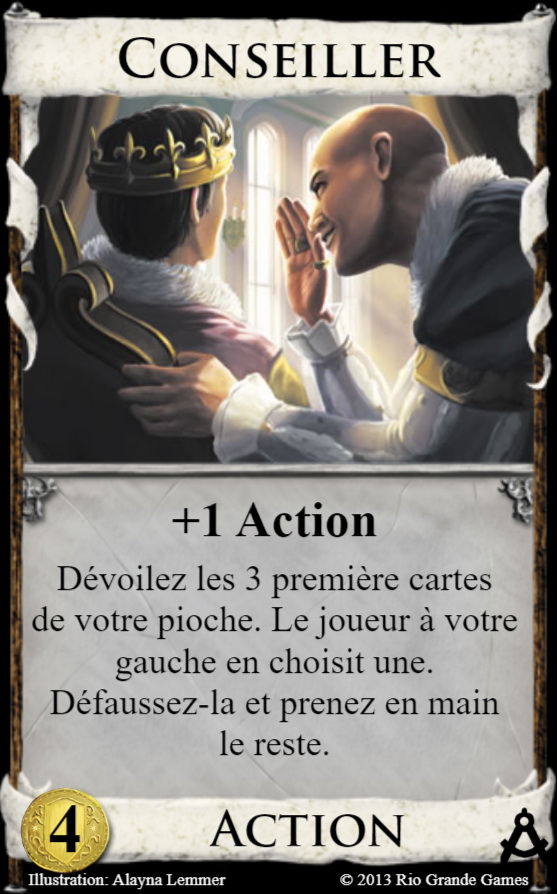 CONSEILLER
+1 Action
Dévoilez les 3 première cartes
de votre pioche. Le joueur à votre
gauche en choisit une.
Défaussez-la et prenez en main
le reste.
4
ACTION
Illustration: Alayna Lemmer
© 2013 Rio Grande Games